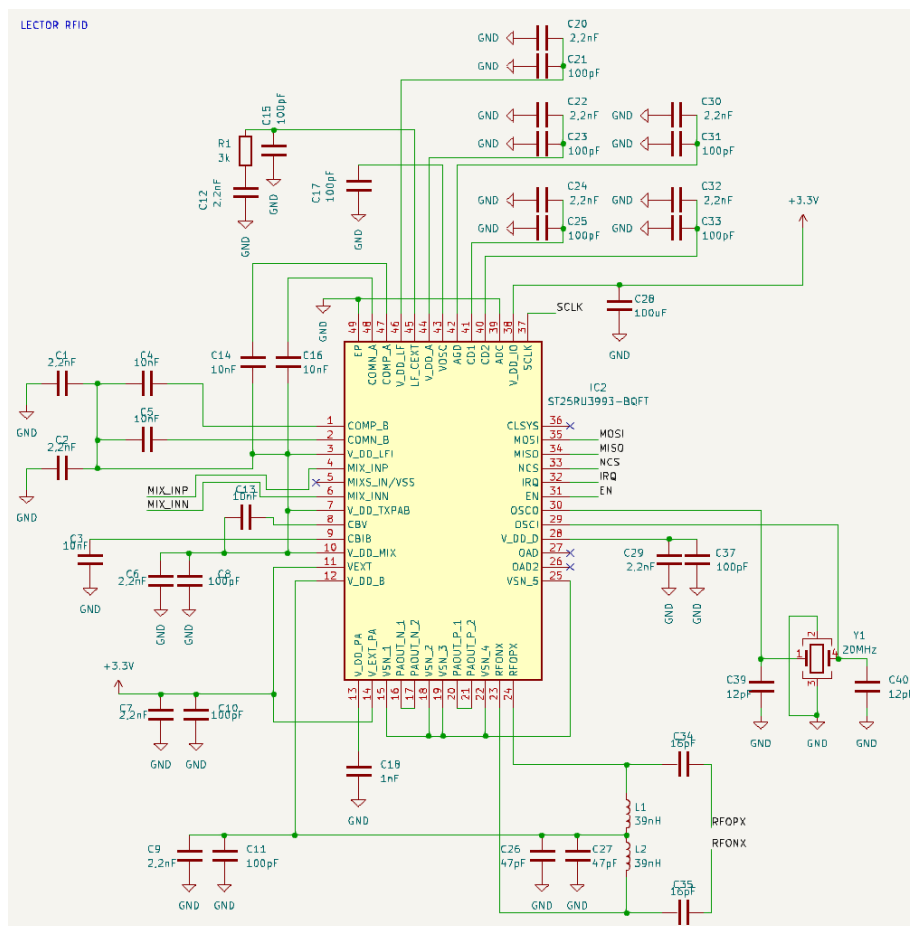 LECTOR RFID
C20
GND
2,2nF
C21
GND
100pF
C22
GND
2,2nF
C23
GND
100pF
C30
GND
2,2nF
C31
GND
100pF
C15
100pF
R1
3k
C12
2,2nF
GND
GND
C17
100pF
GND
C24
GND
2,2nF
C25
GND
100pF
C32
GND
2,2nF
C33
GND
100pF
+3.3V
C28
100uF
GND
SCLK
GND
49 48 47 46 45 44 43 42 41 40 39 38 37
EP
COMN_A
COMP_A
V_DD_LF
LF_CEXT
V_DD_A
VOSC
AGD
CD1
CD2
ADC
V_DD_IO
SCLK
IC2
ST25RU3993-BQFT
C1
2,2nF
GND
C4
10nF
C5
10nF
C2
2,2nF
GND
C14
10nF
C16
10nF
MIX_INP
MIX_INN
C13
10nF
C3
10nF
GND
C6
2,2nF
GND
C8
100pF
GND
1 COMP_B
2 COMN_B
3 V_DD_LFI
4 MIX_INP
5 MIXS_IN/VSS
6 MIX_INN
7 V_DD_TXPAB
8 CBV
9 CBIB
10 V_DD_MIX
11 VEXT
12 V_DD_B
CLSYS 36
MOSI 35 MOSI
MISO 34 MISO
NCS 33 NCS
IRQ 32 IRQ
EN 31 EN
OSCO 30
OSCI 29
V_DD_D 28
OAD 27
OAD2 26
VSN_5 25
C29
2,2nF
GND
C37
100pF
GND
V_DD_PA
V_EXT_PA
VSN_1
PAOUT_N_1
PAOUT_N_2
VSN_2
VSN_3
PAOUT_P_1
PAOUT_P_2
VSN_4
RFONX
RFOPX
13 14 15 16 17 18 19 20 21 22 23 24
+3.3V
C7
2,2nF
GND
C10
100pF
GND
C18
1nF
GND
Y1
20MHz
1
2
3
4
C39
12pF
GND
GND
C40
12pF
GND
C34
16pF
L1
39nH
RFOPX
RFONX
L2
39nH
C35
16pF
C9
2,2nF
GND
C11
100pF
GND
C26
47pF
GND
C27
47pF
GND